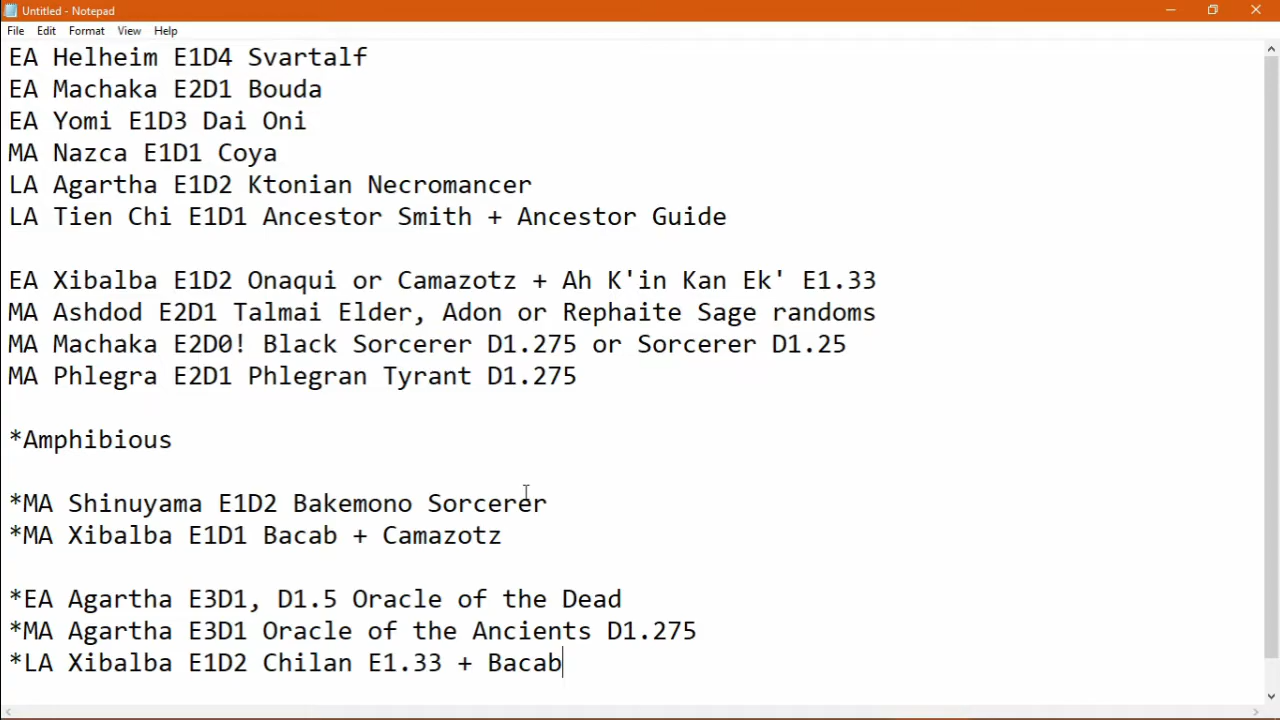 Untitled - Notepad
File Edit Format View Help
EA Helheim E1D4 Svartalf
EA Machaka E2D1 Bouda
EA Yomi E1D3 Dai Oni
MA Nazca E1D1 Coya
LA Agartha E1D2 Ktonian Necromancer
LA Tien Chi E1D1 Ancestor Smith + Ancestor Guide
EA Xibalba E1D2 Onaqui or Camazotz + Ah K'in Kan Ek' E1.33
MA Ashdod E2D1 Talmai Elder, Adon or Rephaite Sage randoms
MA Machaka E2D0! Black Sorcerer D1.275 or Sorcerer D1.25
MA Phlegra E2D1 Phlegran Tyrant D1.275
*Amphibious
*MA Shinuyama E1D2 Bakemono Sorcerer
*MA Xibalba E1D1 Bacab + Camazotz
*EA Agartha E3D1, D1.5 Oracle of the Dead
*MA Agartha E3D1 Oracle of the Ancients D1.275
*LA Xibalba E1D2 Chilan E1.33 + Bacab